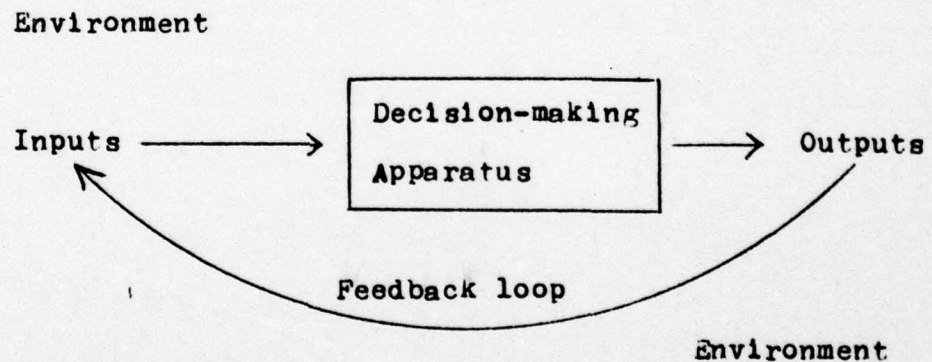 Environment
Inputs
Decision-making
Apparatus
Outputs
Feedback loop
Environment